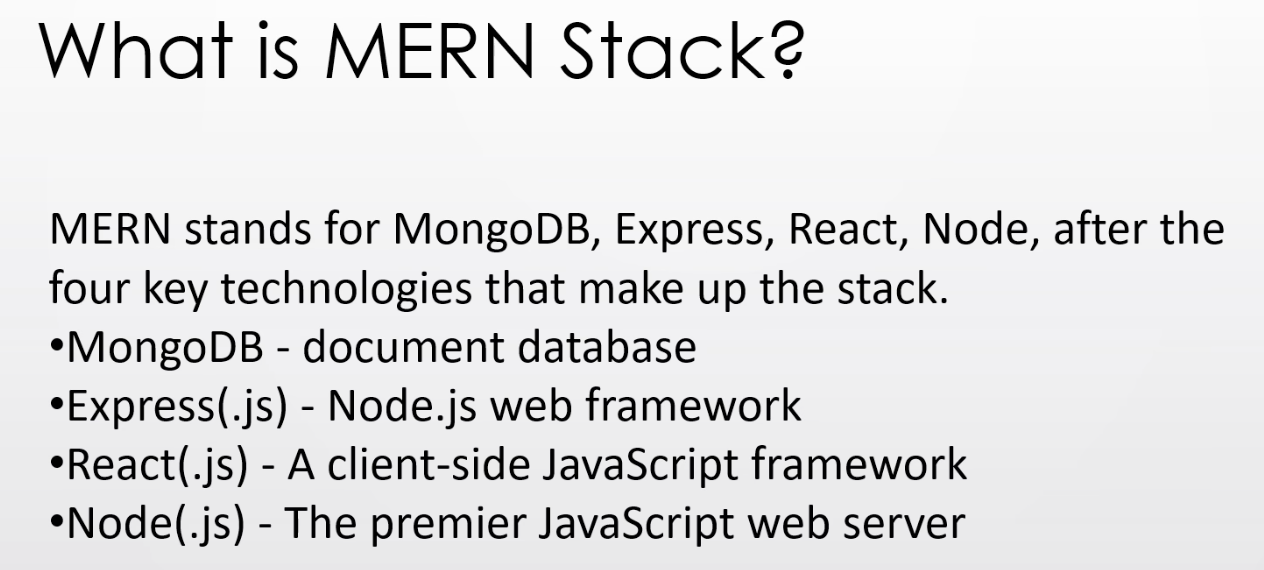 What is MERN Stack?
MERN stands for MongoDB, Express, React, Node, after the
four key technologies that make up the stack.
•MongoDB - document database
•Express(.js) - Node.js web framework
•React(.js) - A client-side JavaScript framework
•Node(.js) - The premier JavaScript web server